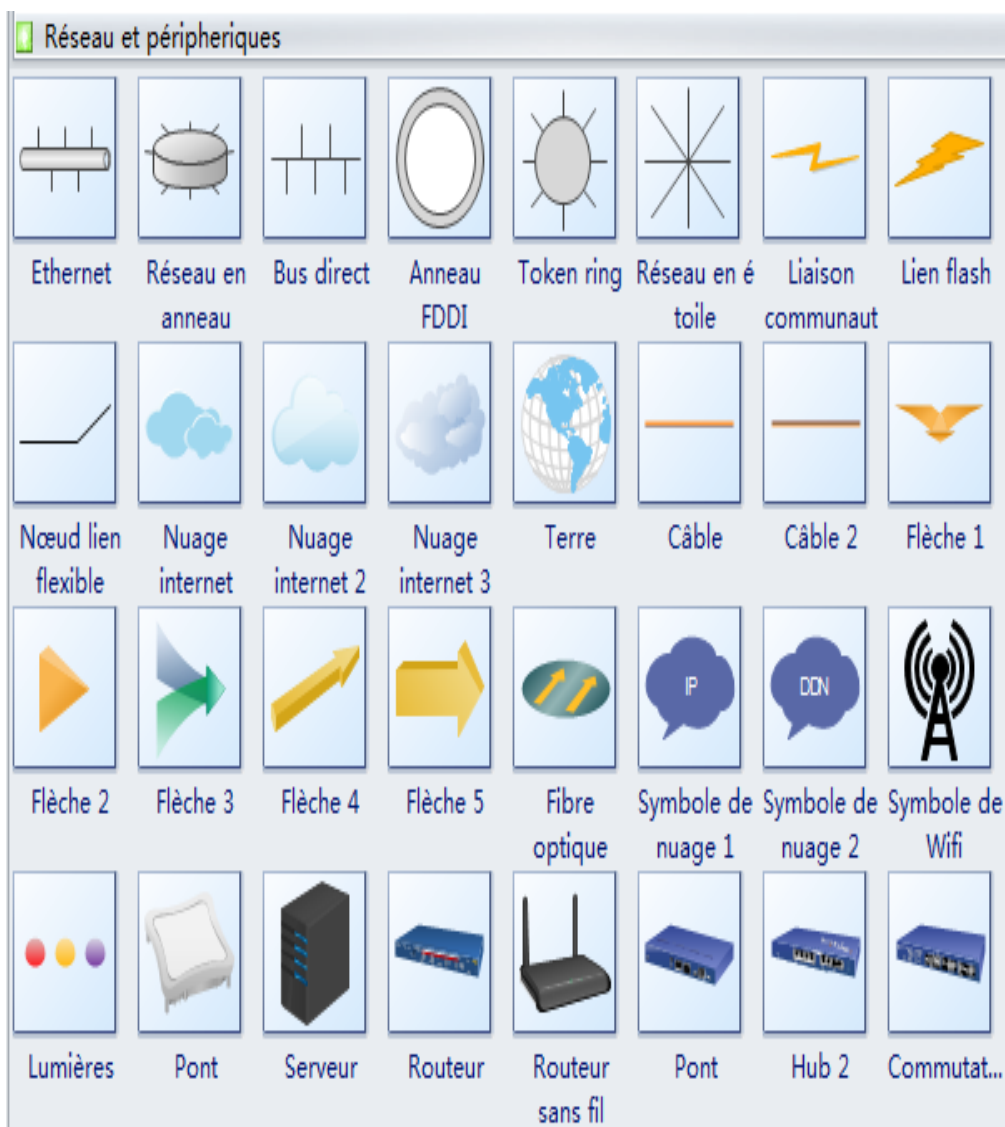 Réseau et péripheriques
Ethernet
Réseau en
anneau
Bus direct
Anneau
FDDI
Token ring
Réseau en é
toile
Liaison
communaut
Lien flash
Nœud lien
flexible
Nuage
internet
Nuage
internet 2
Nuage
internet 3
Terre
Câble
Câble 2
Flèche 1
IP
DDN
Flèche 2
Flèche 3
Flèche 4
Flèche 5
Fibre
optique
Symbole de
nuage 1
Symbole de
nuage 2
Symbole de
Wifi
Lumières
Pont
Serveur
Routeur
Routeur
sans fil
Pont
Hub 2
Commutat...